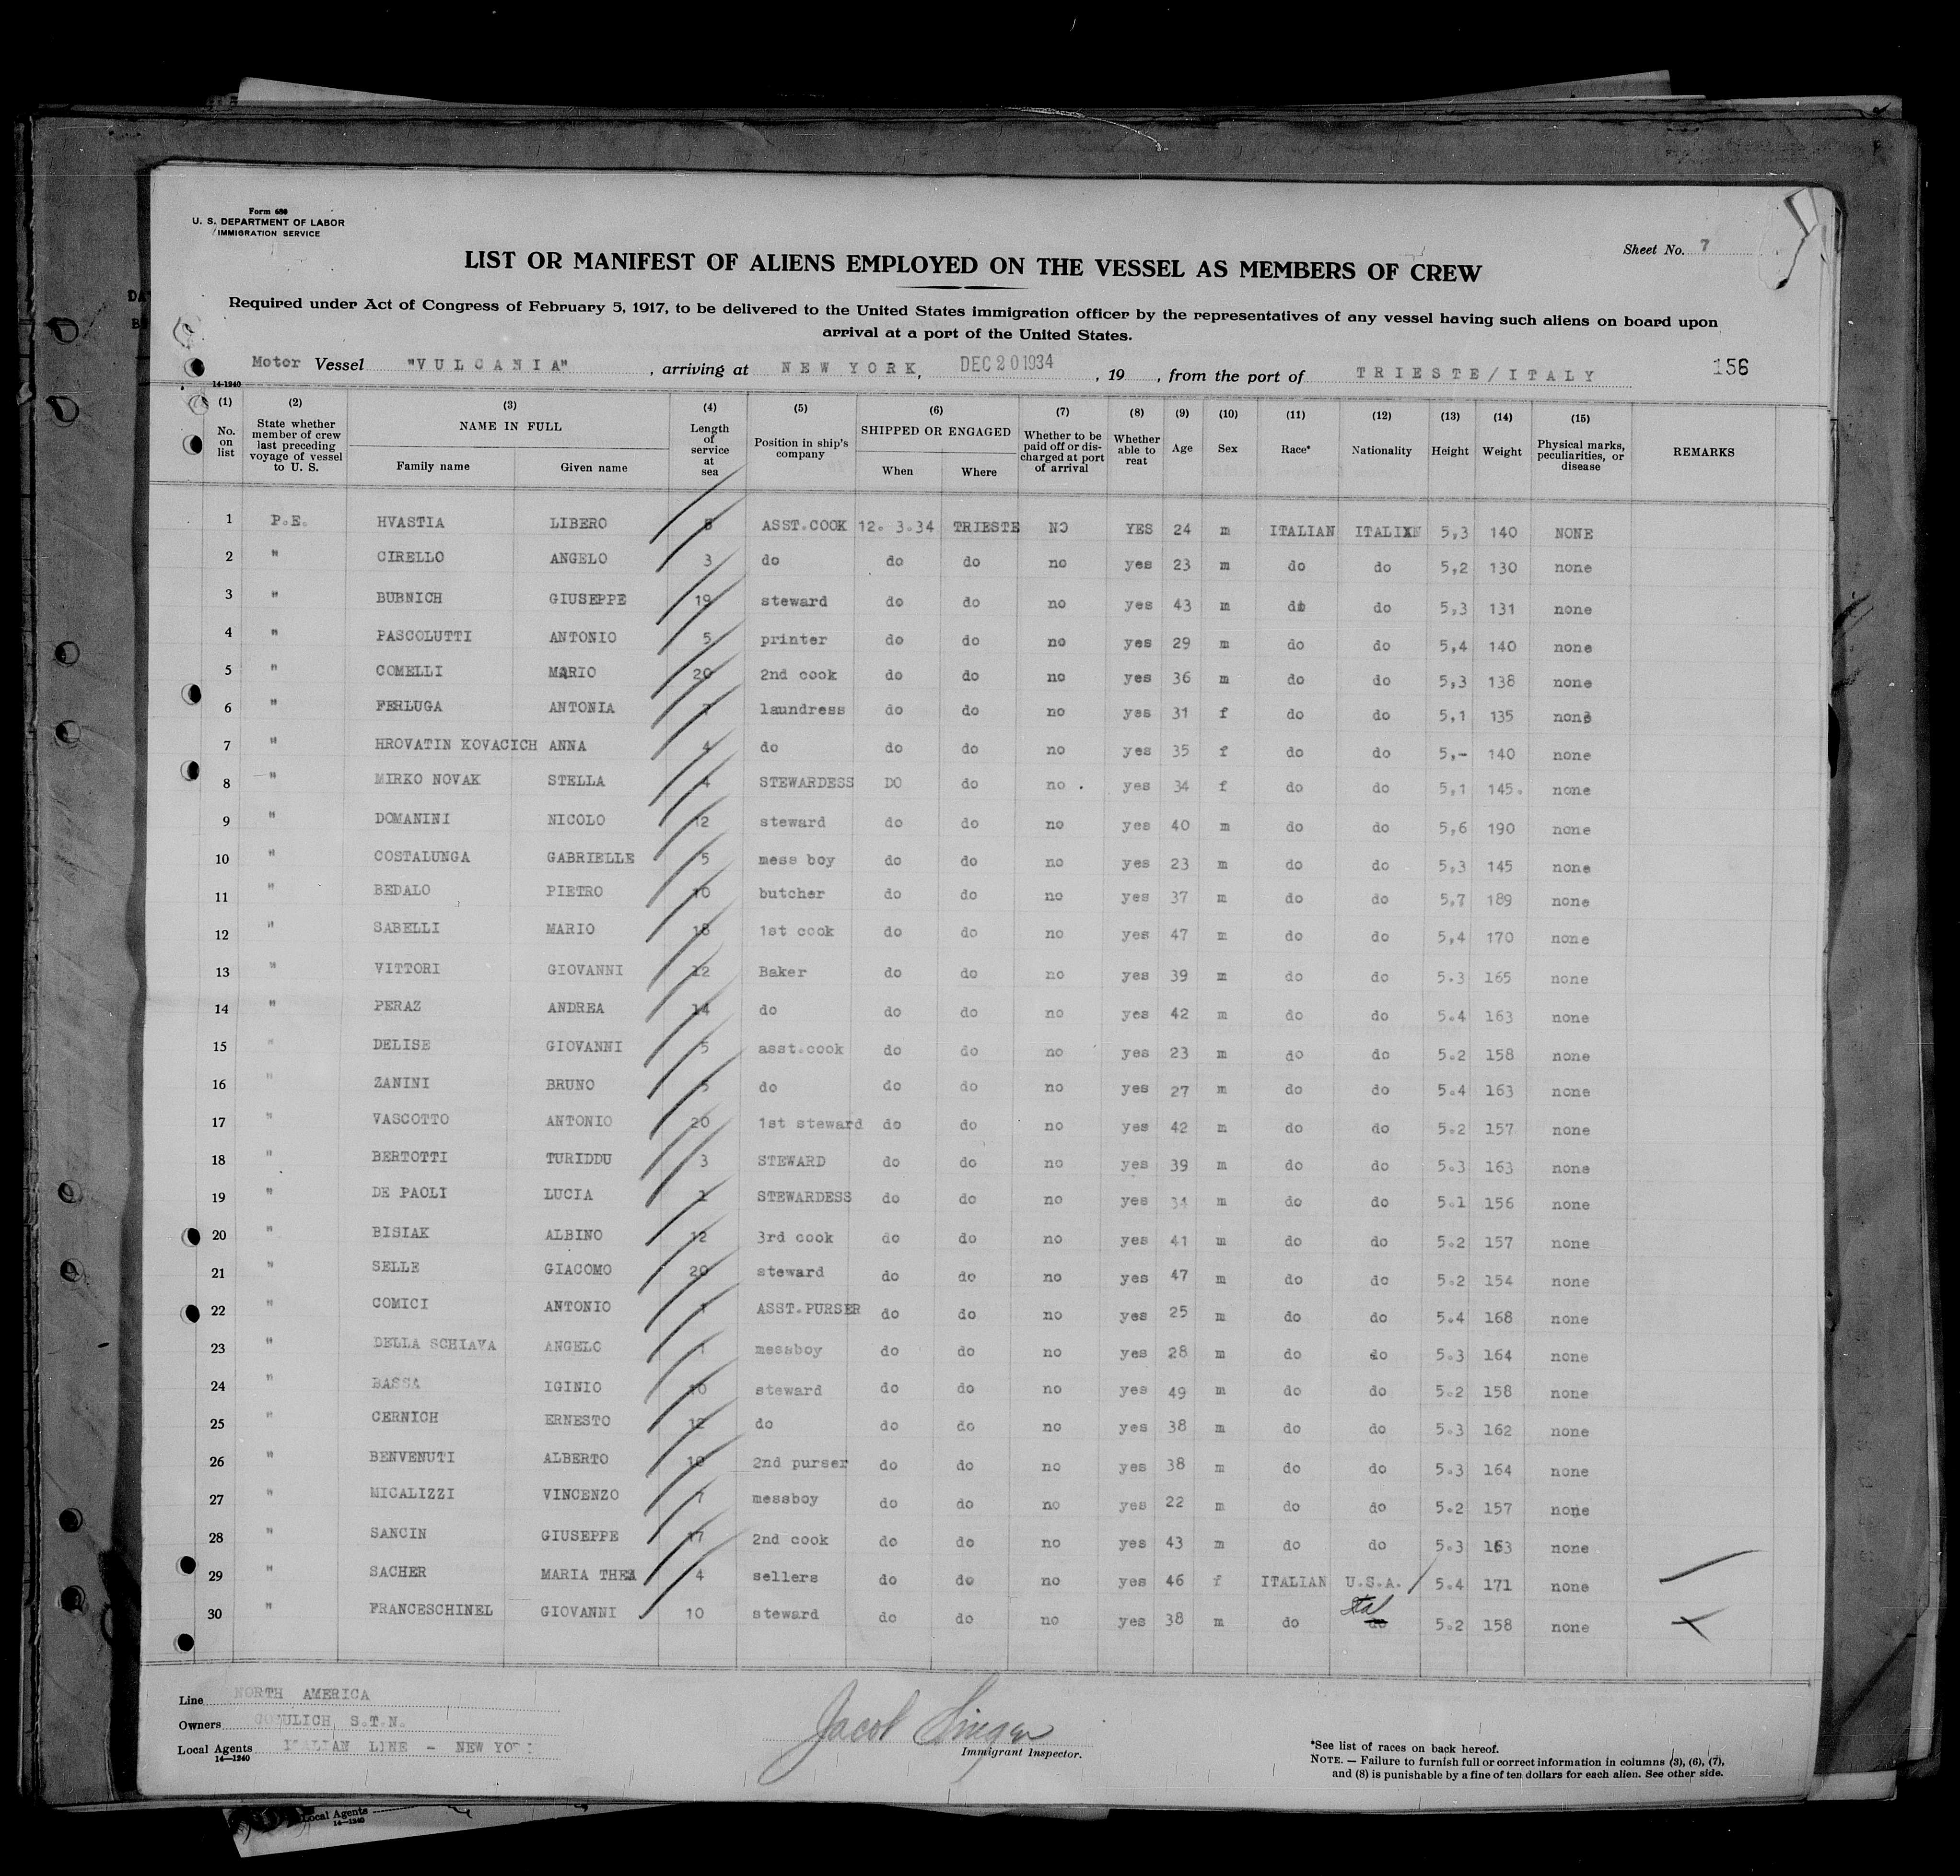 Form 680
U. S. DEPARTMENT OF LABOR
IMMIGRATION SERVICE
Sheet No. 7
LIST OR MANIFEST OF ALIENS EMPLOYED ON THE VESSEL AS MEMBERS OF CREW
Required under Act of Congress of February 5, 1917, to be delivered to the United States immigration officer by the representatives of any vessel having such aliens on board upon
arrival at a port of the United States.
Motor Vessel "VULCANIA", arriving at NEW YORK, DEC 20 1934, 19 , from the port of TRIESTE/ITALY 156
14-1240
(1) (2) (3) (4) (5) (6) (7) (8) (9) (10) (11) (12) (13) (14) (15)
No. on list State whether member of crew last preceding voyage of vessel to U. S. NAME IN FULL Family name Given name Length of service at sea Position in ship's company SHIPPED OR ENGAGED When Where Whether to be paid off or discharged at port of arrival Whether able to reat Age Sex Race* Nationality Height Weight Physical marks, peculiarities, or disease REMARKS
1 P.E. HVASTIA LIBERO 8 ASST.COOK 12. 3.34 TRIESTE NO YES 24 m ITALIAN ITALIAN 5,3 140 NONE
2 " CIRELLO ANGELO 3 do do do no yes 23 m do do 5,2 130 none
3 " BUBNICH GIUSEPPE 19 steward do do no yes 43 m do do 5,3 131 none
4 " PASCOLUTTI ANTONIO 5 printer do do no yes 29 m do do 5,4 140 none
5 " COMELLI MARIO 20 2nd cook do do no yes 36 m do do 5,3 138 none
6 " FERLUGA ANTONIA 7 laundress do do no yes 31 f do do 5,1 135 none
7 " HROVATIN KOVACICH ANNA 4 do do do no yes 35 f do do 5,- 140 none
8 " MIRKO NOVAK STELLA 4 STEWARDESS DO do no . yes 34 f do do 5,1 145. none
9 " DOMANINI NICOLO 12 steward do do no yes 40 m do do 5,6 190 none
10 " COSTALUNGA GABRIELLE 5 mess boy do do no yes 23 m do do 5,3 145 none
11 " BEDALO PIETRO 10 butcher do do no yes 37 m do do 5,7 189 none
12 " SABELLI MARIO 18 1st cook do do no yes 47 m do do 5,4 170 none
13 " VITTORI GIOVANNI 12 Baker do do no yes 39 m do do 5.3 165 none
14 " PERAZ ANDREA 14 do do do no yes 42 m do do 5.4 163 none
15 " DELISE GIOVANNI 5 asst.cook do do no yes 23 m do do 5.2 158 none
16 " ZANINI BRUNO 5 do do do no yes 27 m do do 5.4 163 none
17 " VASCOTTO ANTONIO 20 1st steward do do no yes 42 m do do 5.2 157 none
18 " BERTOTTI TURIDDU 3 STEWARD do do no yes 39 m do do 5.3 163 none
19 " DE PAOLI LUCIA 1 STEWARDESS do do no yes 34 m do do 5.1 156 none
20 " BISIAK ALBINO 12 3rd cook do do no yes 41 m do do 5.2 157 none
21 " SELLE GIACOMO 20 steward do do no yes 47 m do do 5.2 154 none
22 " COMICI ANTONIO 1 ASST.PURSER do do no yes 25 m do do 5.4 168 none
23 " DELLA SCHIAVA ANGELO 1 messboy do do no yes 28 m do do 5.3 164 none
24 " BASSA IGINIO 10 steward do do no yes 49 m do do 5.2 158 none
25 " CERNICH ERNESTO 12 do do do no yes 38 m do do 5.3 162 none
26 " BENVENUTI ALBERTO 10 2nd purser do do no yes 38 m do do 5.3 164 none
27 " MICALIZZI VINCENZO 7 messboy do do no yes 22 m do do 5.2 157 none
28 " SANCIN GIUSEPPE 17 2nd cook do do no yes 43 m do do 5.3 163 none
29 " SACHER MARIA THEA 4 sellers do do no yes 46 f ITALIAN U.S.A. 5.4 171 none
30 " FRANCESCHINEL GIOVANNI 10 steward do do no yes 38 m do do Ital 5.2 158 none
Line NORTH AMERICA
Owners COSULICH S.T.N.
Local Agents ITALIAN LINE - NEW YORK
14—1240
Jacob Singer
Immigrant Inspector.
*See list of races on back hereof.
NOTE. — Failure to furnish full or correct information in columns (3), (6), (7),
and (8) is punishable by a fine of ten dollars for each alien. See other side.
Local Agents
14—1240